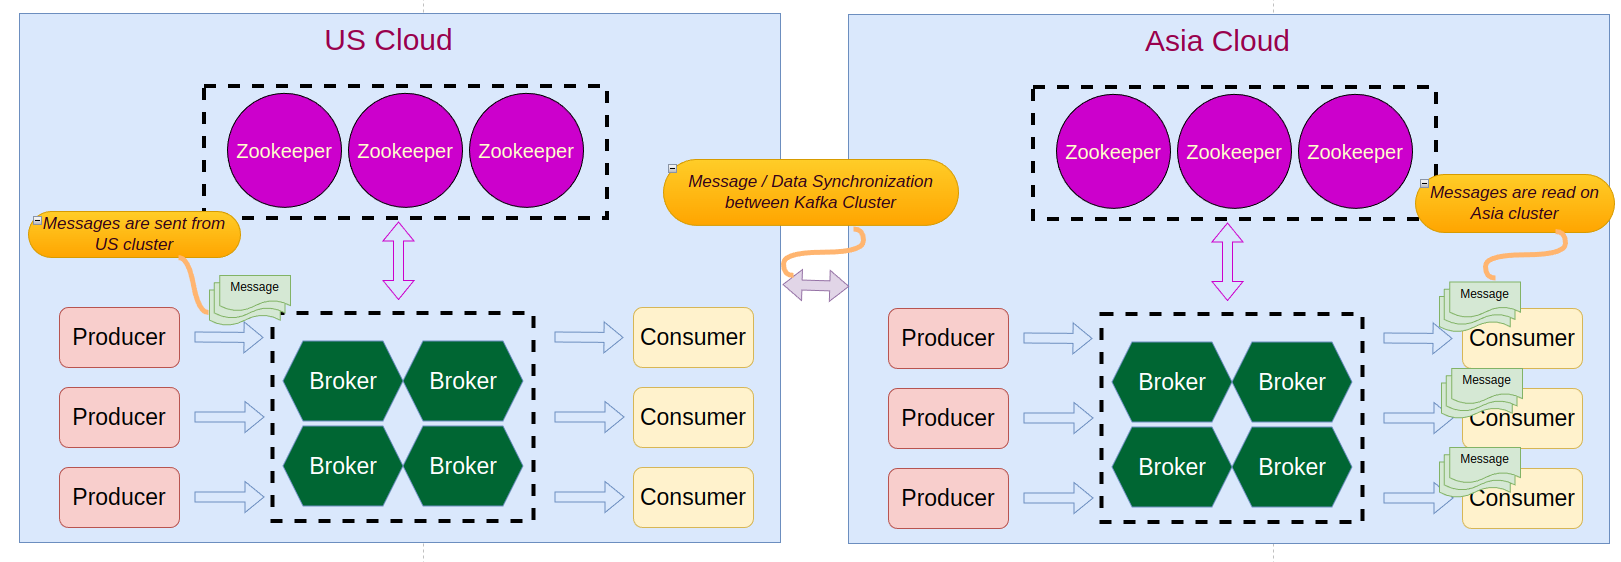 US Cloud
Zookeeper Zookeeper Zookeeper
Messages are sent from
US cluster
Message
Producer
Producer
Producer
Broker Broker
Broker Broker
Consumer
Consumer
Consumer
Message / Data Synchronization
between Kafka Cluster
Asia Cloud
Zookeeper Zookeeper Zookeeper
Messages are read on
Asia cluster
Producer
Producer
Producer
Broker Broker
Broker Broker
Message
Consumer
Message
Consumer
Message
Consumer